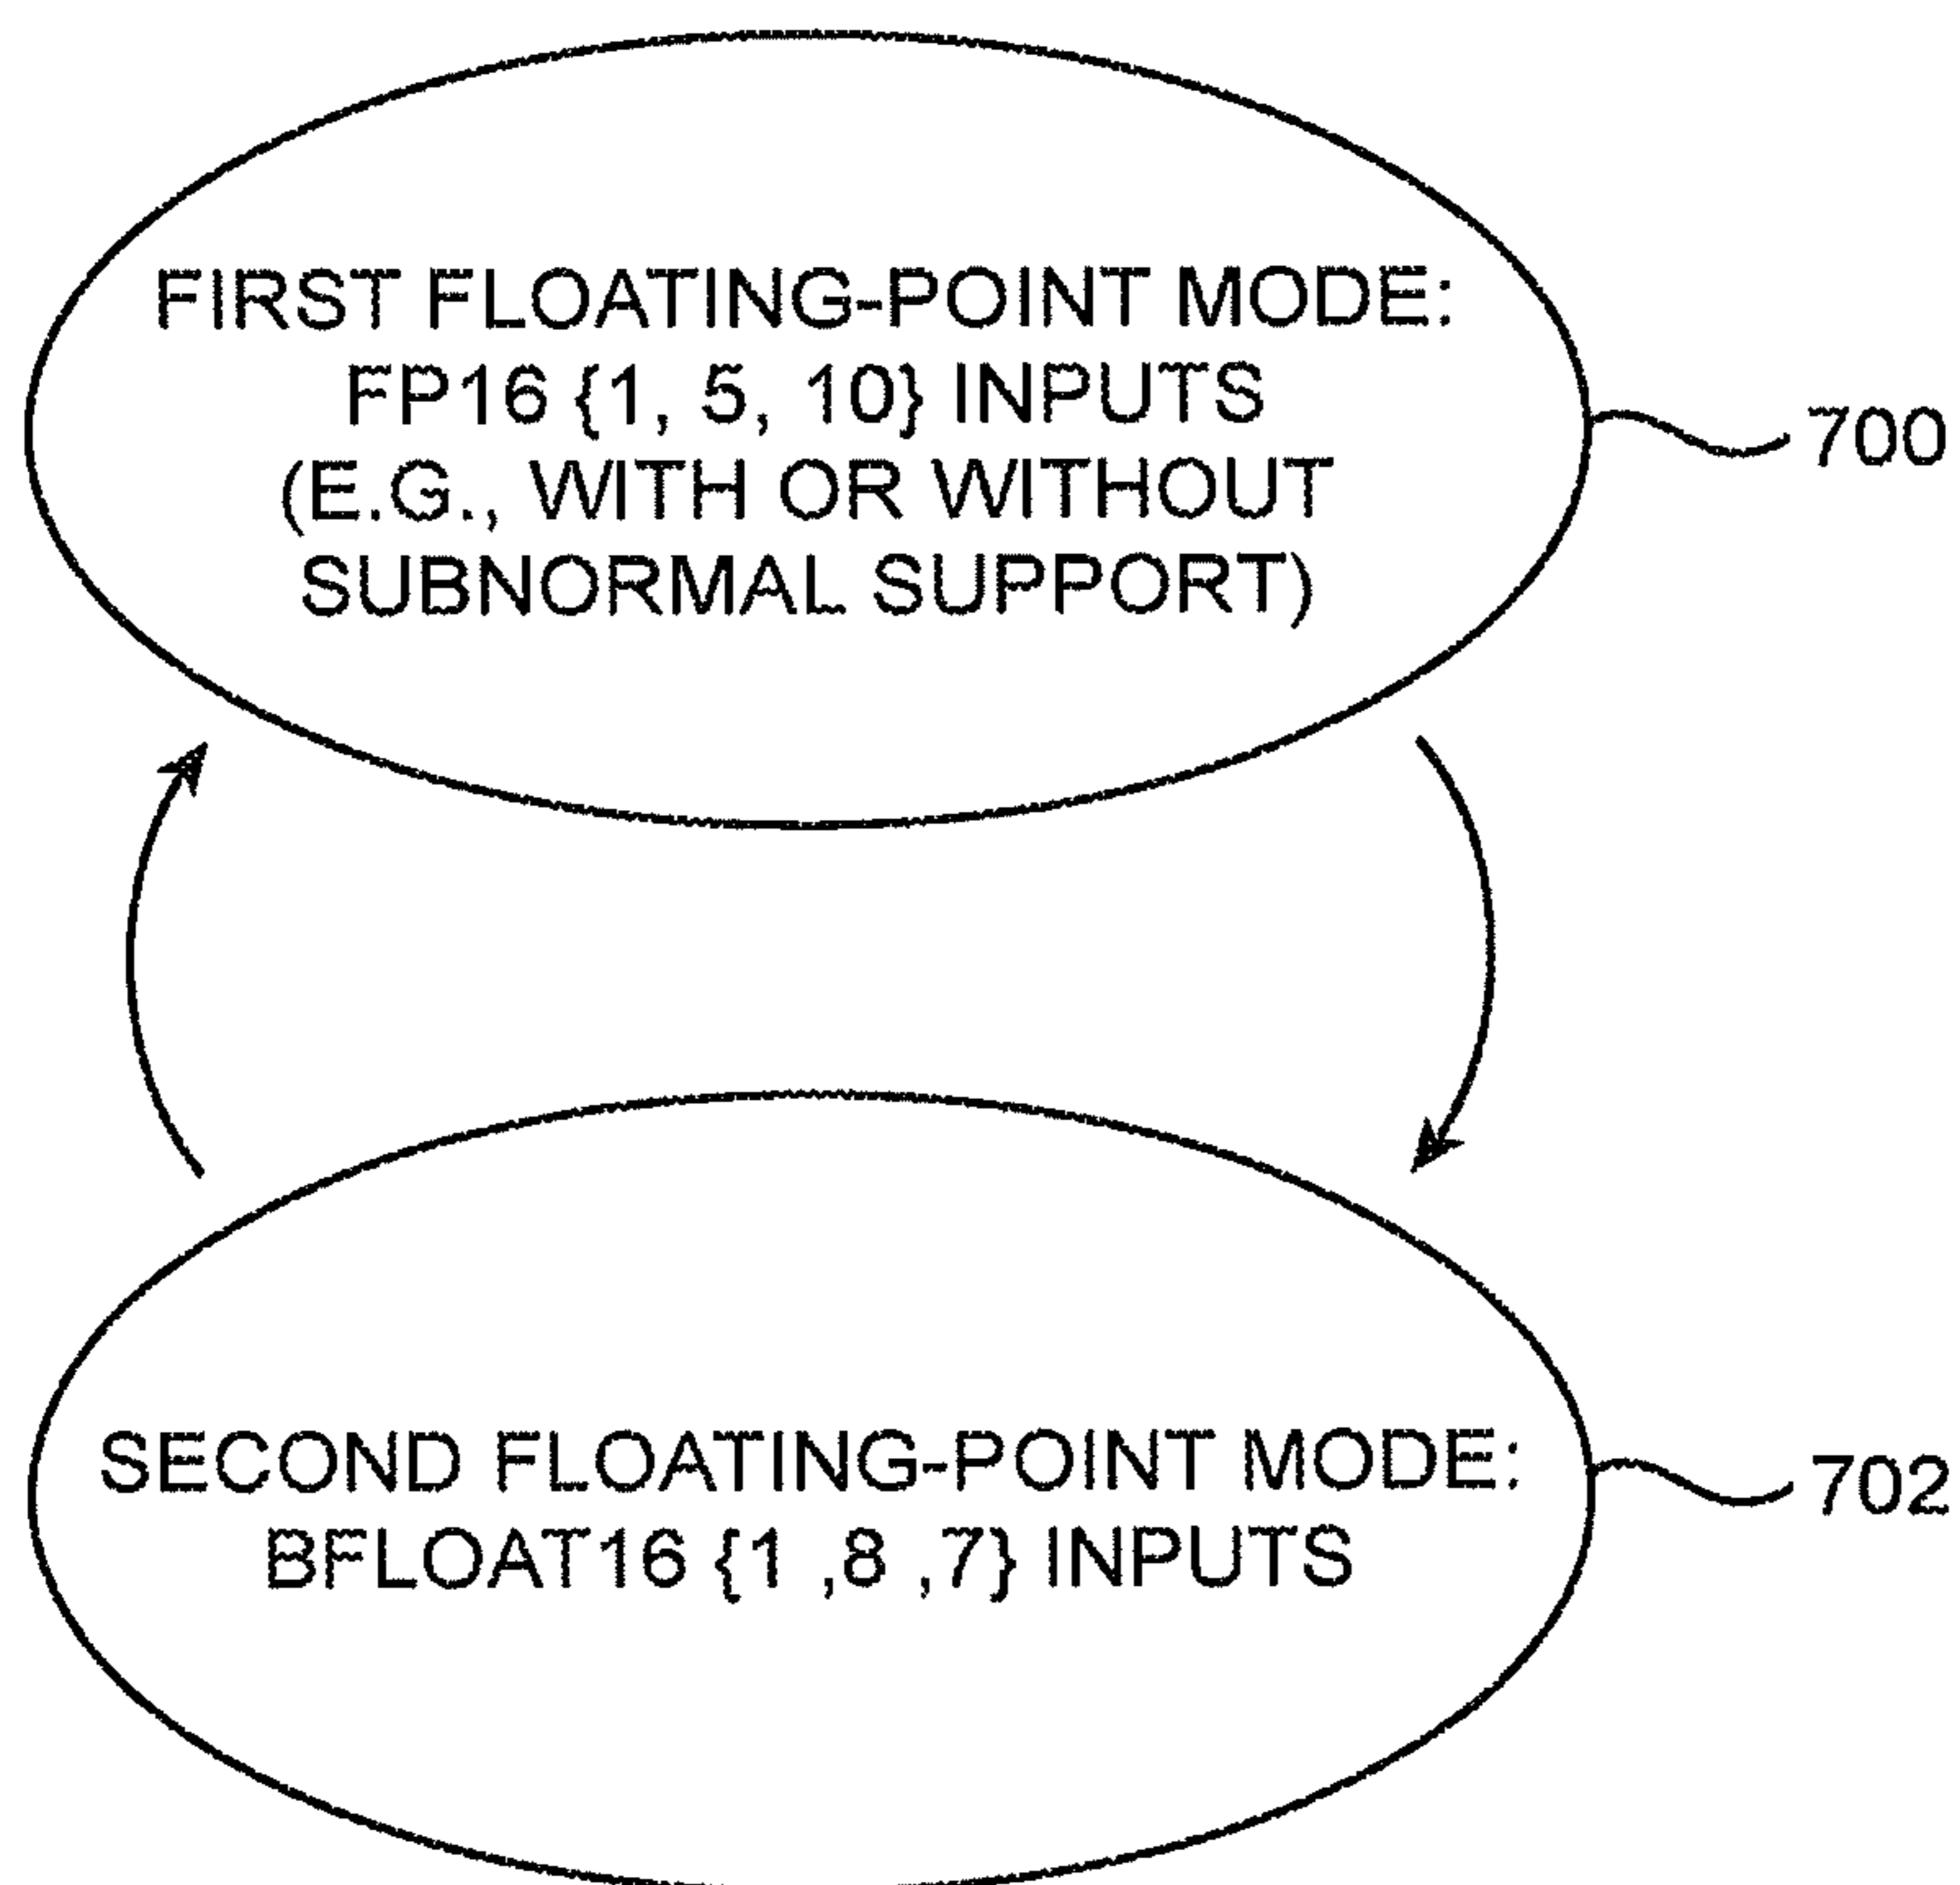 FIRST FLOATING-POINT MODE:
FP16 {1, 5, 10} INPUTS
(E.G., WITH OR WITHOUT
SUBNORMAL SUPPORT)
700
SECOND FLOATING-POINT MODE:
BFLOAT16 {1 ,8 ,7} INPUTS
702